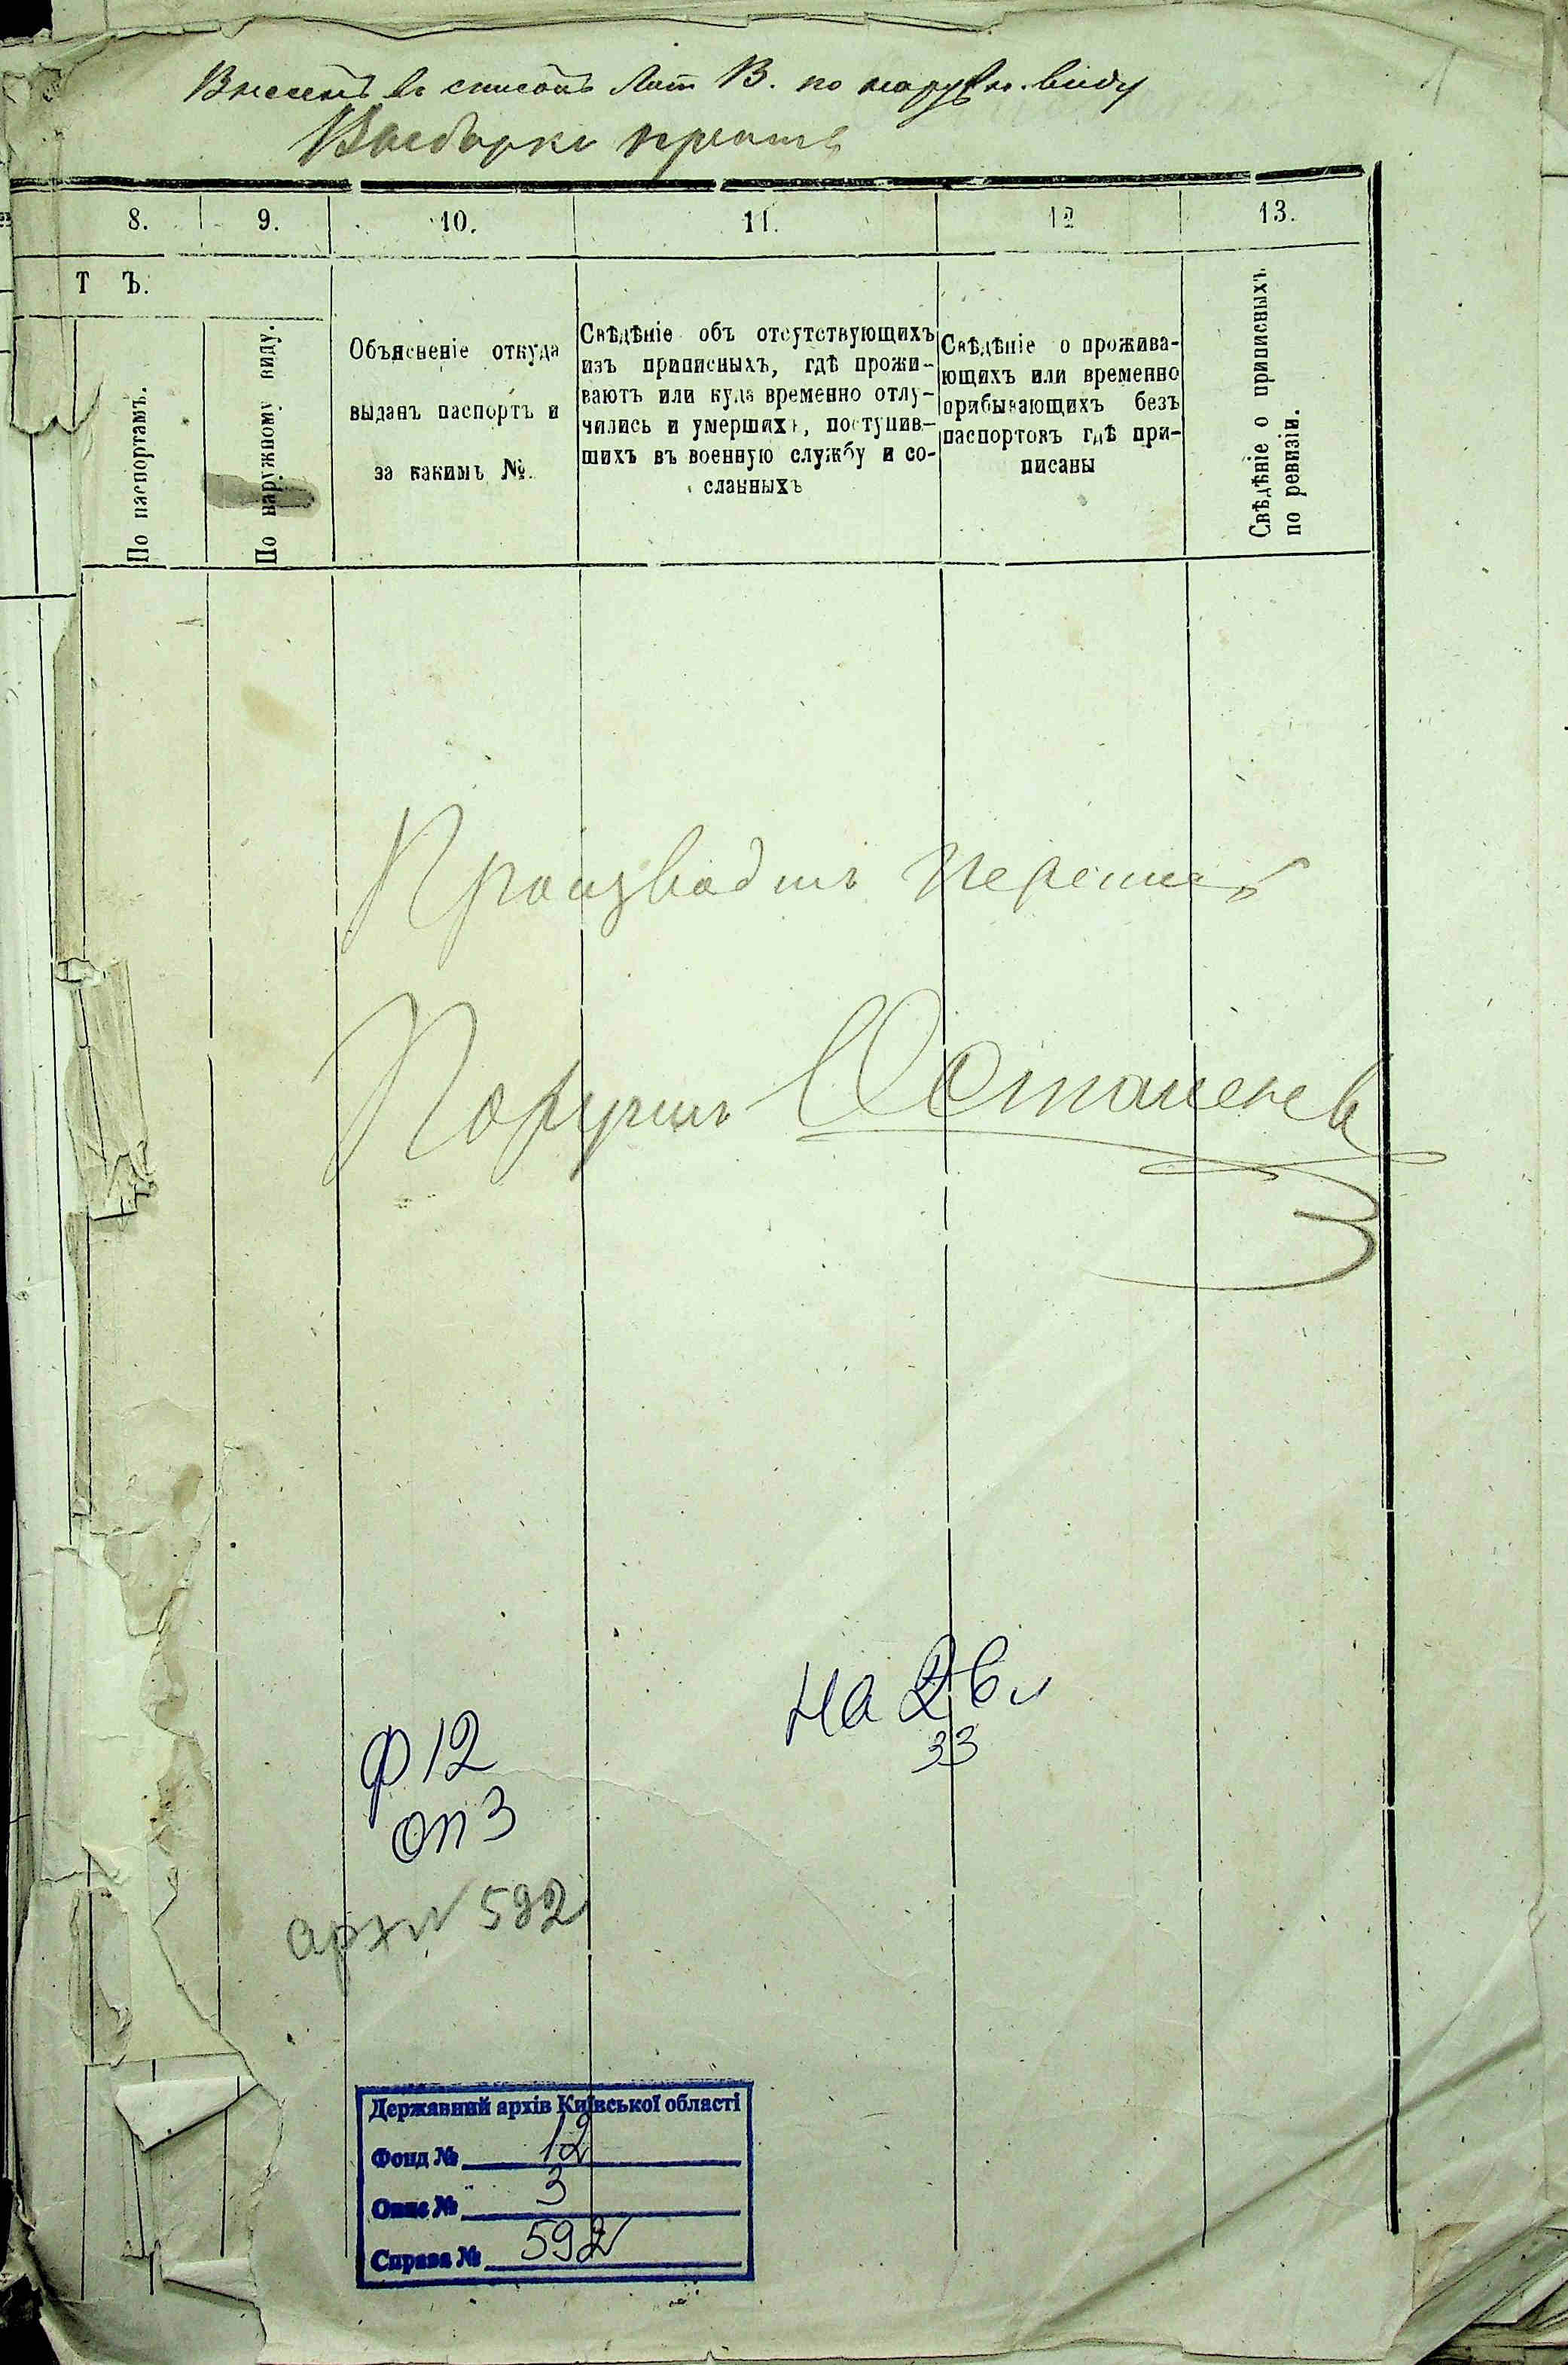 Внесенъ въ списокъ Лит В. по наружн. виду
8. 9. 10. 11. 12 13.
Т Ъ.
По паспортамъ.
По наружному виду.
Объясненіе откуда
выданъ паспортъ и
за какимъ №.
Свѣдѣніе объ отсутствующихъ
изъ приписныхъ, гдѣ прожи-
ваютъ или куда временно отлу-
чились и умершихъ, поступив-
шихъ въ военную службу и со-
сланныхъ
Свѣдѣніе о прожива-
ющихъ или временно
прибывающихъ безъ
паспортовъ гдѣ при-
писаны
Свѣдѣніе о приписныхъ
по ревизіи.
Производилъ перепись
Поручикъ
на 26 л
33
Ф 12
оп 3
арх № 592
Державний архів Київської області
Фонд № 12
Опис № 3
Справа № 592